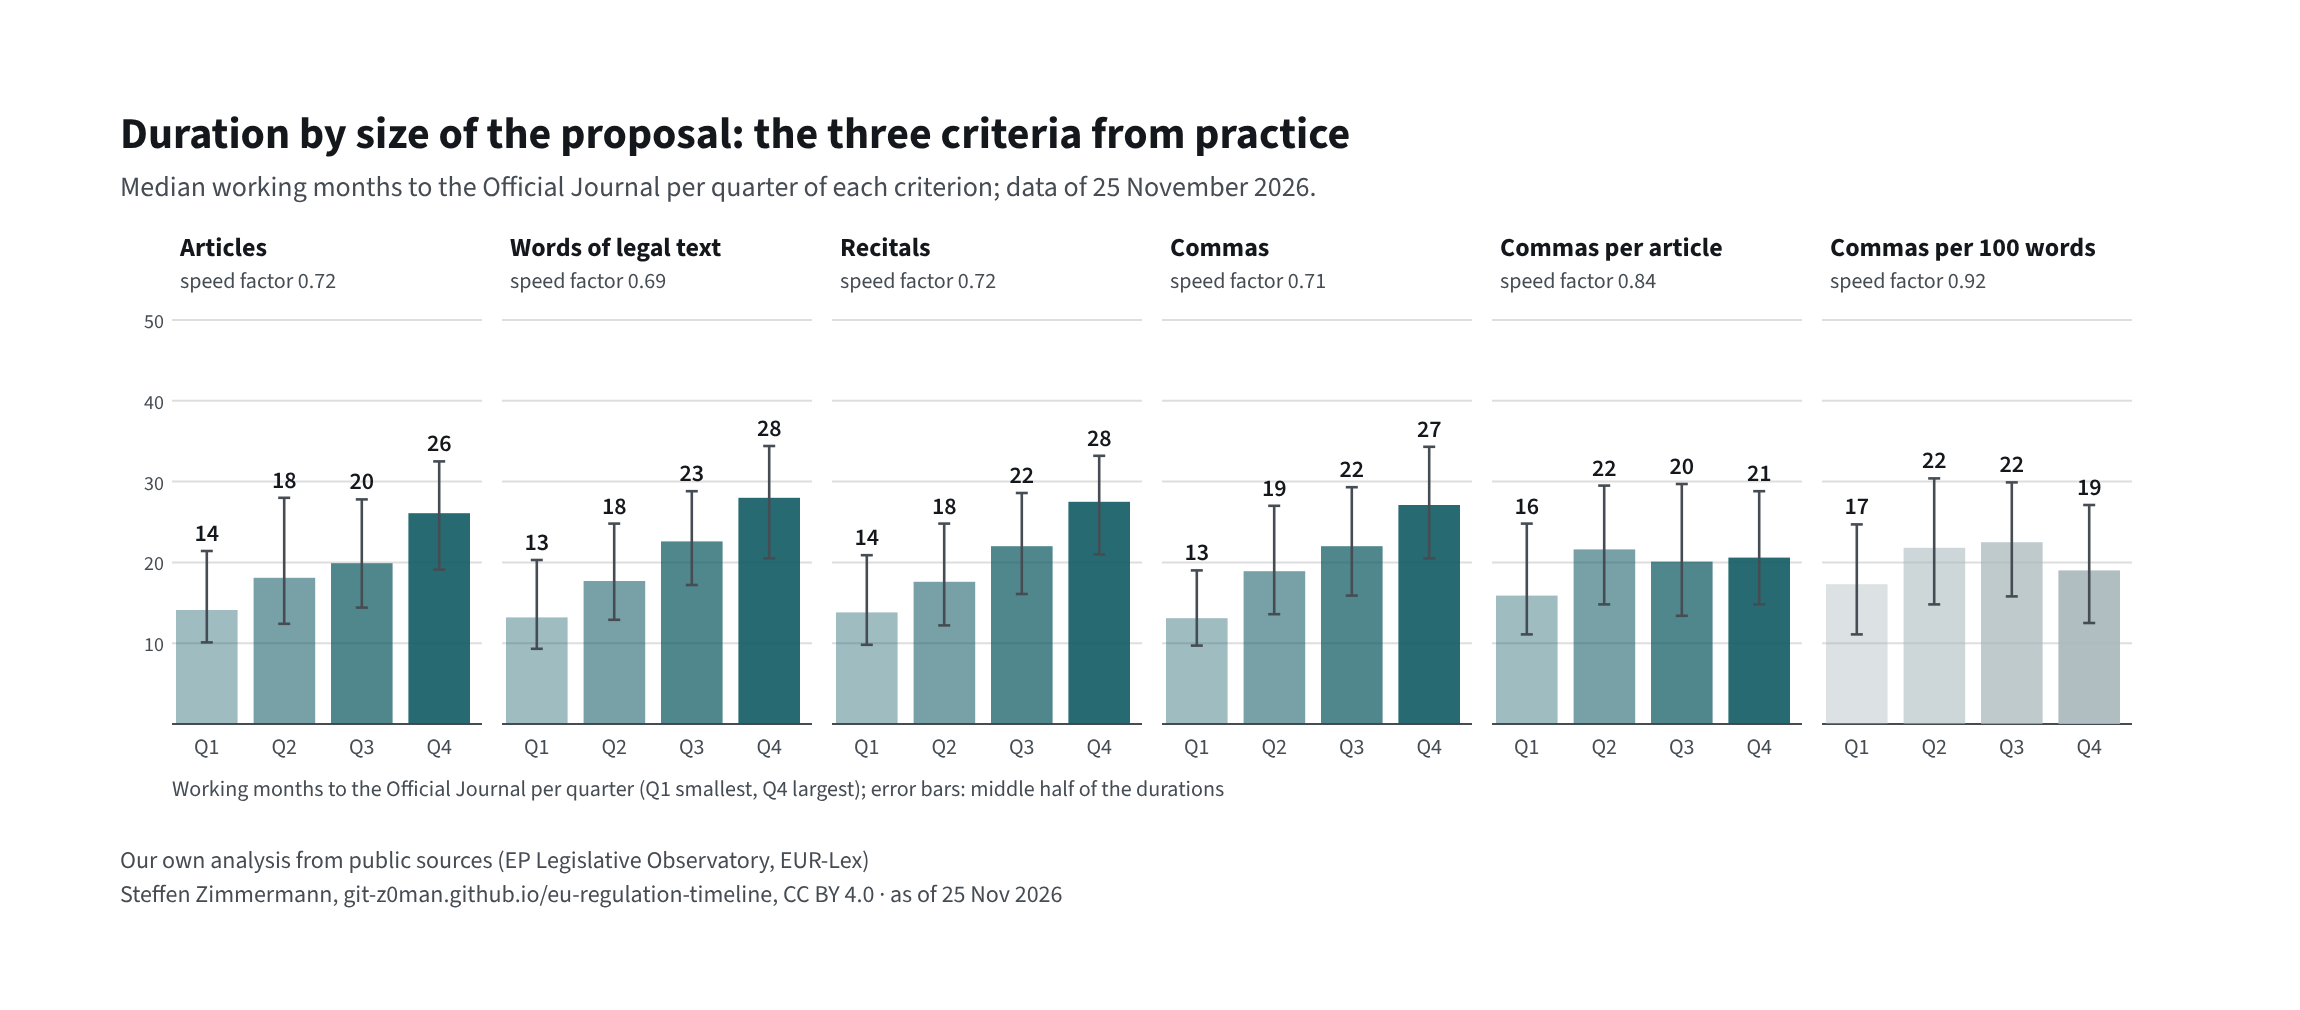 Duration by size of the proposal: the three criteria from practice
Median working months to the Official Journal per quarter of each criterion; data of 25 November 2026.
Articles
speed factor 0.72
Words of legal text
speed factor 0.69
Recitals
speed factor 0.72
Commas
speed factor 0.71
Commas per article
speed factor 0.84
Commas per 100 words
speed factor 0.92
50
40
30
20
10
14
18
20
26
Q1
Q2
Q3
Q4
13
18
23
28
Q1
Q2
Q3
Q4
14
18
22
28
Q1
Q2
Q3
Q4
13
19
22
27
Q1
Q2
Q3
Q4
16
22
20
21
Q1
Q2
Q3
Q4
17
22
22
19
Q1
Q2
Q3
Q4
Working months to the Official Journal per quarter (Q1 smallest, Q4 largest); error bars: middle half of the durations
Our own analysis from public sources (EP Legislative Observatory, EUR-Lex)
Steffen Zimmermann, git-z0man.github.io/eu-regulation-timeline, CC BY 4.0 · as of 25 Nov 2026